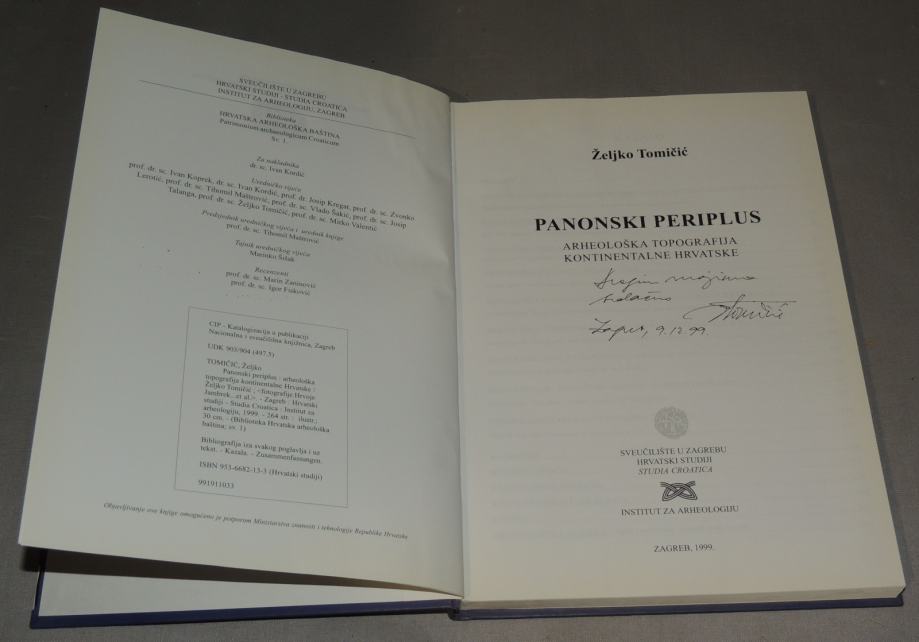 SVEUČILIŠTE U ZAGREBU
HRVATSKI STUDIJI - STUDIA CROATICA
INSTITUT ZA ARHEOLOGIJU, ZAGREB
Biblioteka
HRVATSKA ARHEOLOŠKA BAŠTINA
Patrimonium archaeologicum Croaticum
Sv. 1.
Za nakladnika
dr. sc. Ivan Kordić
Uredničko vijeće
prof. dr. sc. Ivan Koprek, dr. sc. Ivan Kordić, prof. dr. Josip Kregar, prof. dr. sc. Zvonko
Lerotić, prof. dr. sc. Tihomil Maštrović, prof. dr. sc. Vlado Šakić, prof. dr. sc. Josip
Talanga, prof. dr. sc. Željko Tomičić, prof. dr. sc. Mirko Valentić
Predsjednik uredničkog vijeća i urednik knjige
prof. dr. sc. Tihomil Maštrović
Tajnik uredničkog vijeća
Marinko Šišak
Recenzenti
prof. dr. sc. Marin Zaninović
prof. dr. sc. Igor Fisković
CIP - Katalogizacija u publikaciji
Nacionalna i sveučilišna knjižnica, Zagreb
UDK 903/904 (497.5)
TOMIČIĆ, Željko
Panonski periplus : arheološka
topografija kontinentalne Hrvatske /
Željko Tomičić ; <fotografije Hrvoje
Jambrek...et al.>. - Zagreb : Hrvatski
studiji - Studia Croatica : Institut za
arheologiju, 1999. - 264 str. : ilustr. ;
30 cm. - (Biblioteka Hrvatska arheološka
baština; sv. 1)
Bibliografija iza svakog poglavlja i uz
tekst. - Kazala. - Zusammenfassungen.
ISBN 953-6682-13-3 (Hrvatski studiji)
991911033
Objavljivanje ove knjige omogućeno je potporom Ministarstva znanosti i tehnologije Republike Hrvatske
Željko Tomičić
PANONSKI PERIPLUS
ARHEOLOŠKA TOPOGRAFIJA
KONTINENTALNE HRVATSKE
Tomičić
9.12.99.
SVEUČILIŠTE U ZAGREBU
HRVATSKI STUDIJI
STUDIA CROATICA
INSTITUT ZA ARHEOLOGIJU
ZAGREB, 1999.